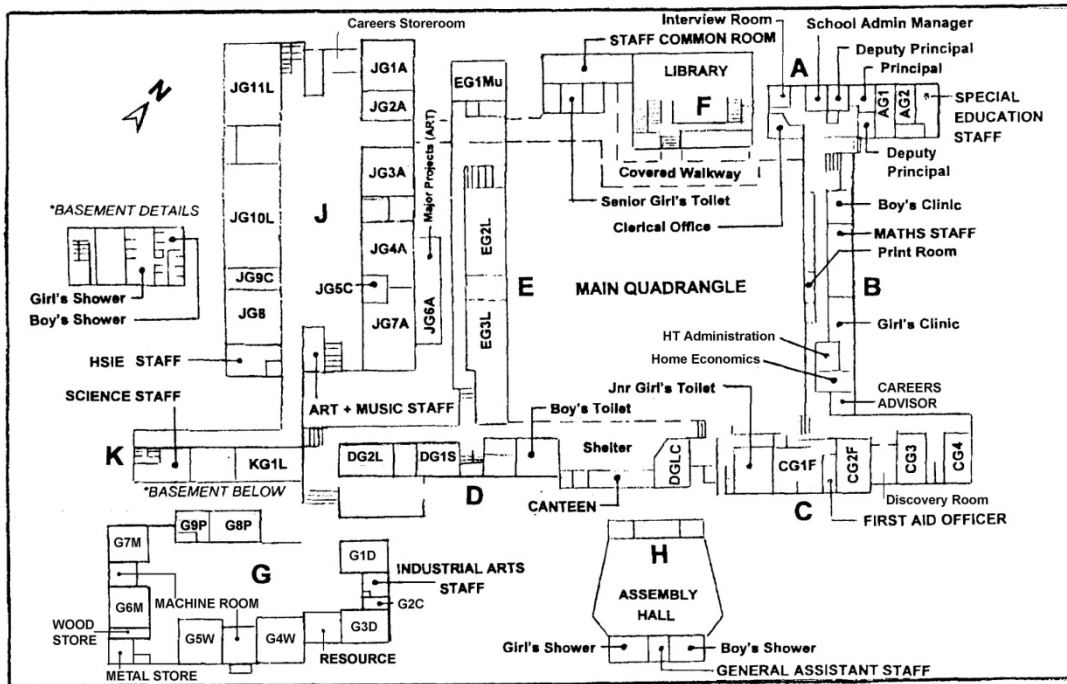 Careers Storeroom
Interview Room
School Admin Manager
STAFF COMMON ROOM
A
Deputy Principal
Principal
N
JG11L
JG1A
JG2A
EG1Mu
LIBRARY
F
AG1
AG2
SPECIAL
EDUCATION
STAFF
Major Projects (ART)
JG3A
Covered Walkway
Deputy
Principal
*BASEMENT DETAILS
JG10L
J
Senior Girl's Toilet
Boy's Clinic
Clerical Office
MATHS STAFF
Print Room
JG4A
EG2L
E
MAIN QUADRANGLE
B
Girl's Shower
Boy's Shower
JG9C
JG5C
JG8
JG7A
JG6A
EG3L
Girl's Clinic
HT Administration
Home Economics
HSIE STAFF
SCIENCE STAFF
ART + MUSIC STAFF
Jnr Girl's Toilet
CAREERS
ADVISOR
Boy's Toilet
Shelter
K
KG1L
DG2L
DG1S
DGLC
CG1F
CG2F
CG3
CG4
*BASEMENT BELOW
D
CANTEEN
C
Discovery Room
FIRST AID OFFICER
G9P
G8P
G7M
G
G1D
INDUSTRIAL ARTS
STAFF
H
G6M
MACHINE ROOM
G2C
ASSEMBLY
HALL
WOOD
STORE
G5W
G4W
G3D
RESOURCE
METAL STORE
Girl's Shower
Boy's Shower
GENERAL ASSISTANT STAFF